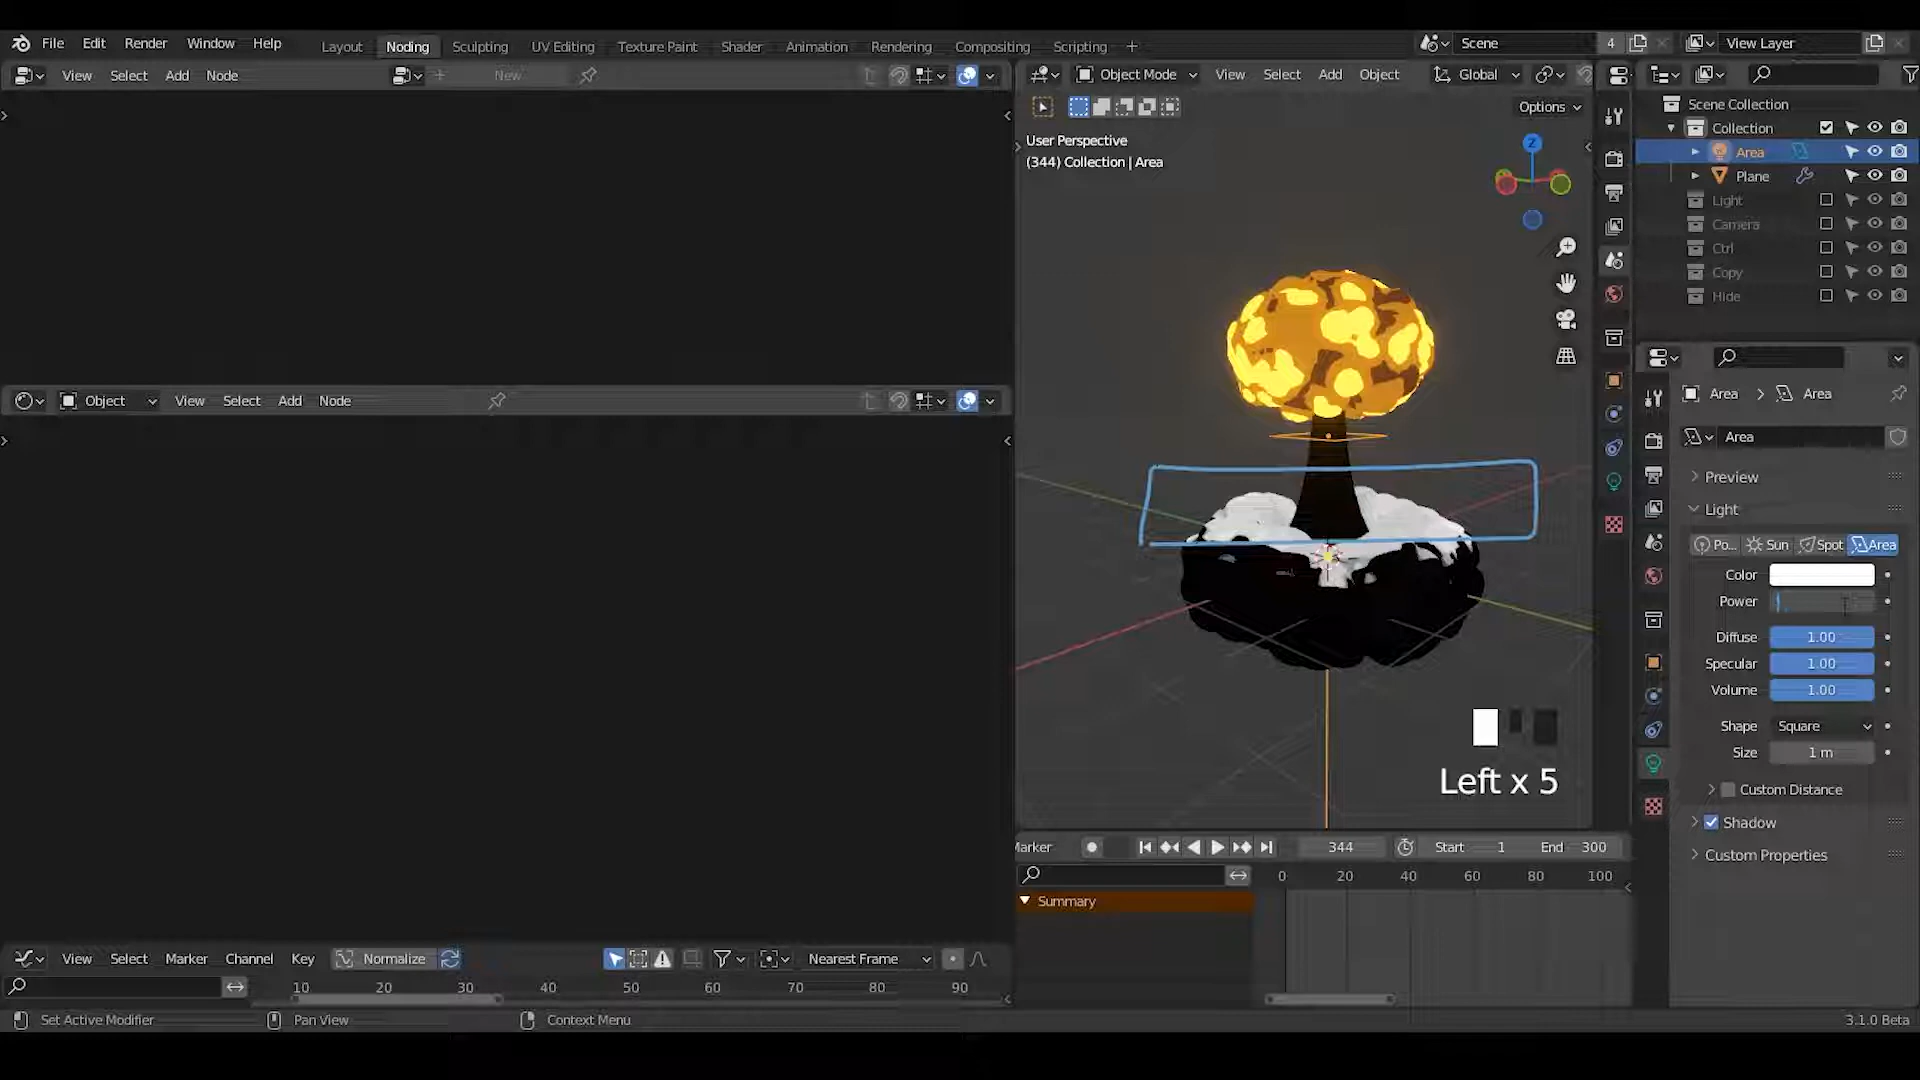 File Edit Render Window Help Layout Noding Sculpting UV Editing Texture Paint Shader Animation Rendering Compositing Scripting + Scene 4 View Layer
View Select Add Node New
Object Mode View Select Add Object Global
Options
User Perspective
(344) Collection | Area
Scene Collection
Collection
Area
Plane
Light
Camera
Ctrl
Copy
Hide
Z
Object View Select Add Node
Area Area
Area
Preview
Light
Po... Sun Spot Area
Color
Power
Diffuse 1.00
Specular 1.00
Volume 1.00
Shape Square
Size 1 m
Custom Distance
Shadow
Custom Properties
Left x 5
Marker 344 Start 1 End 300
0 20 40 60 80 100
Summary
View Select Marker Channel Key Normalize Nearest Frame
10 20 30 40 50 60 70 80 90
Set Active Modifier Pan View Context Menu 3.1.0 Beta